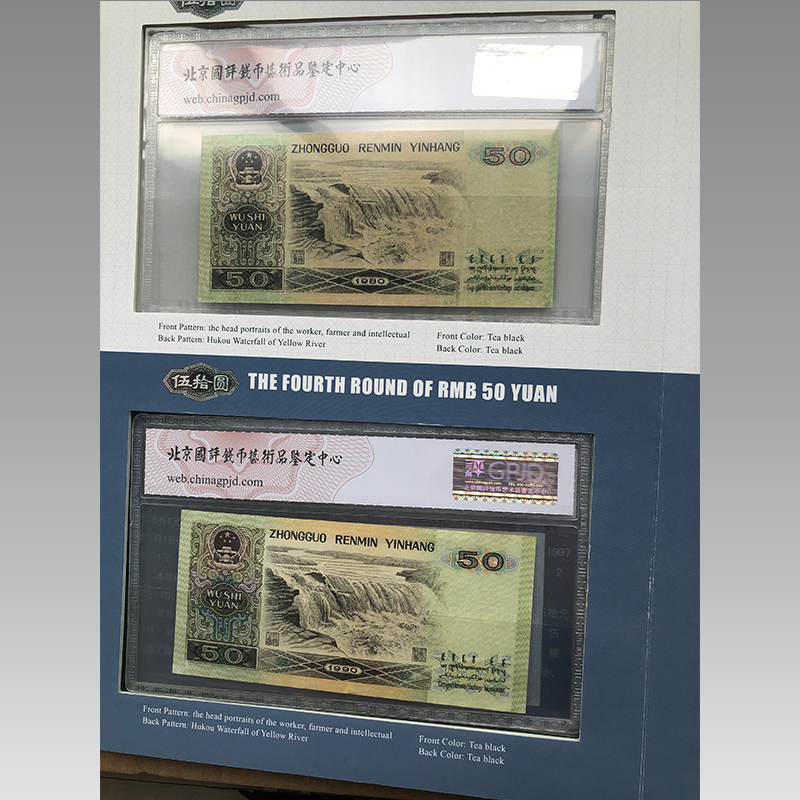 伍拾圆
北京國評錢币藝術品鑒定中心
web.chinagpjd.com
ZHONGGUO RENMIN YINHANG
50
WU SHI
YUAN
50
1980
Front Pattern: the head portraits of the worker, farmer and intellectual
Back Pattern: Hukou Waterfall of Yellow River
Front Color: Tea black
Back Color: Tea black
伍拾圆
THE FOURTH ROUND OF RMB 50 YUAN
北京國評錢币藝術品鑒定中心
web.chinagpjd.com
GPJD
ZHONGGUO RENMIN YINHANG
50
WU SHI
YUAN
50
1990
1997
Front Pattern: the head portraits of the worker, farmer and intellectual
Back Pattern: Hukou Waterfall of Yellow River
Front Color: Tea black
Back Color: Tea black